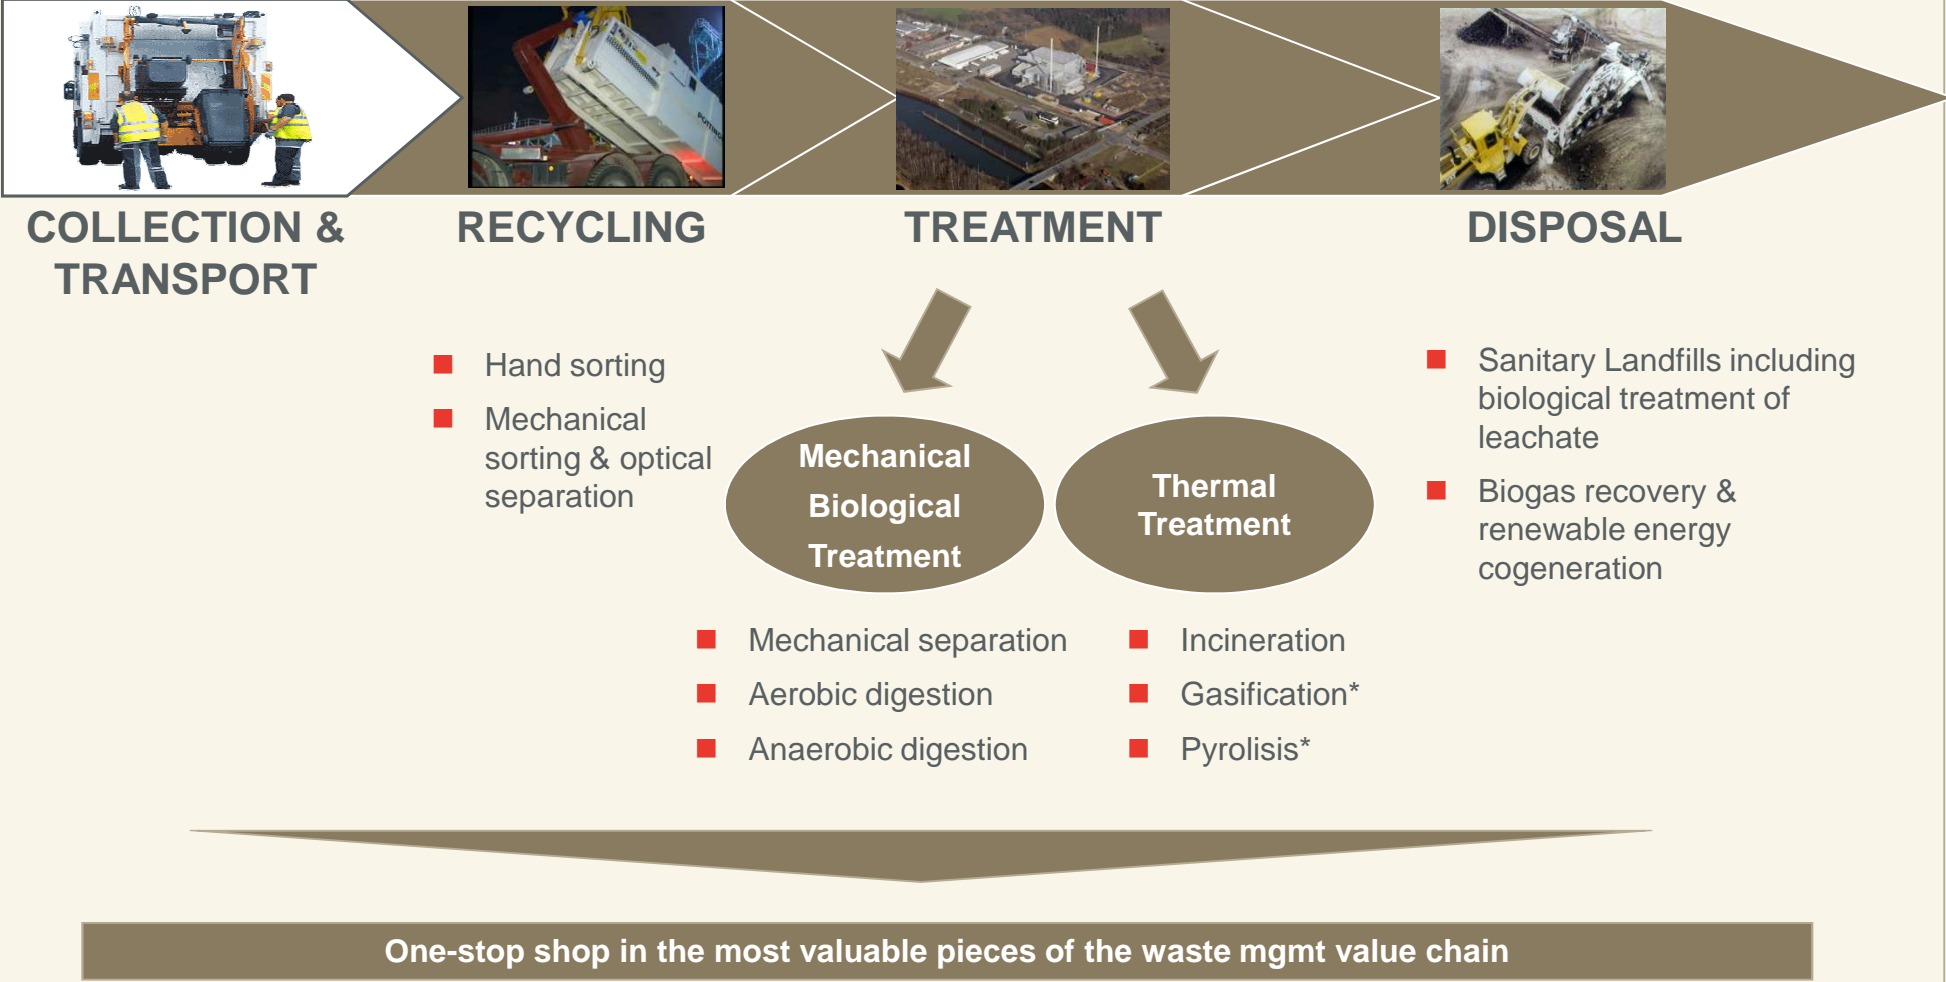 COLLECTION &
TRANSPORT
RECYCLING
TREATMENT
DISPOSAL
Hand sorting
Mechanical
sorting & optical
separation
Mechanical
Biological
Treatment
Thermal
Treatment
Mechanical separation
Aerobic digestion
Anaerobic digestion
Incineration
Gasification*
Pyrolisis*
Sanitary Landfills including
biological treatment of
leachate
Biogas recovery &
renewable energy
cogeneration
One-stop shop in the most valuable pieces of the waste mgmt value chain